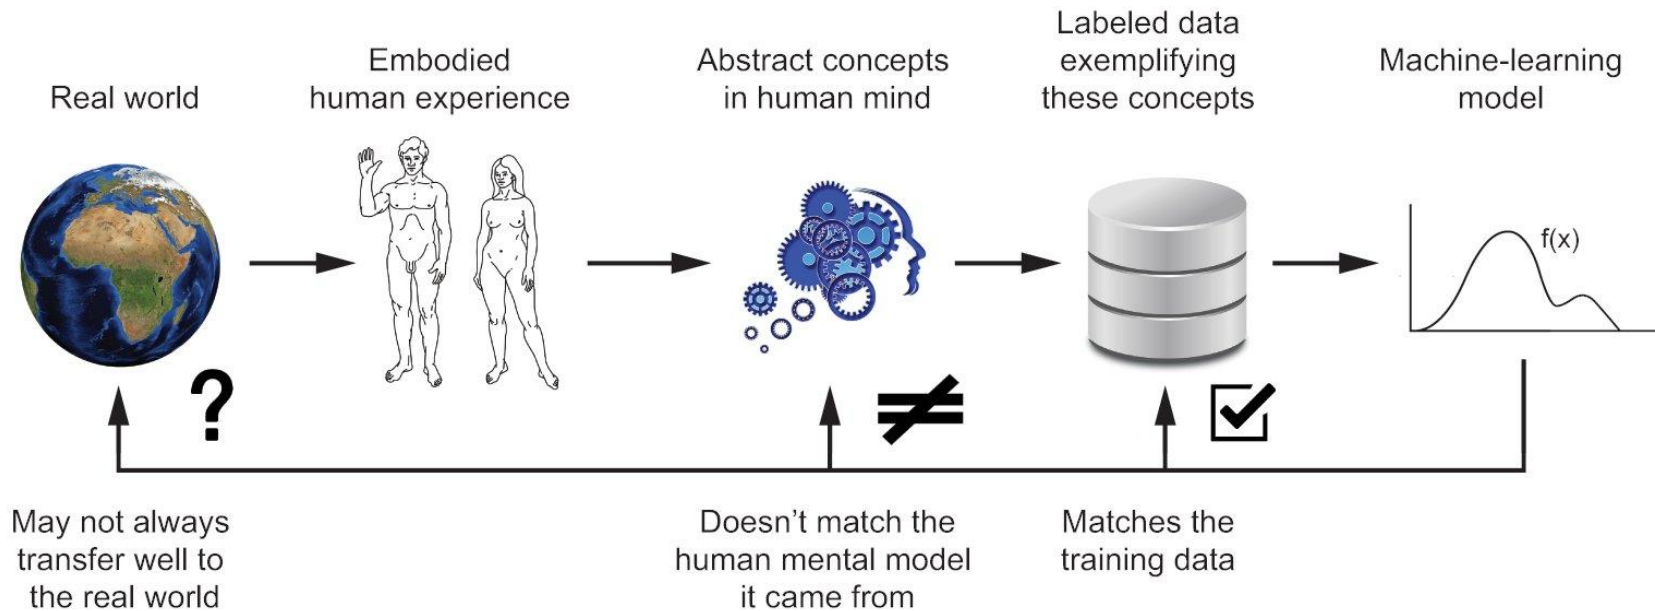 Real world
Embodied
human experience
Abstract concepts
in human mind
Labeled data
exemplifying
these concepts
Machine-learning
model
f(x)
?
≠
May not always
transfer well to
the real world
Doesn’t match the
human mental model
it came from
Matches the
training data